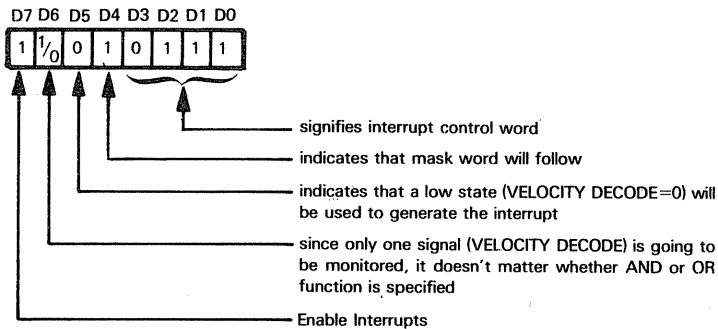 D7 D6 D5 D4 D3 D2 D1 D0
1 1/0 0 1 0 1 1 1
signifies interrupt control word
indicates that mask word will follow
indicates that a low state (VELOCITY DECODE=0) will
be used to generate the interrupt
since only one signal (VELOCITY DECODE) is going to
be monitored, it doesn't matter whether AND or OR
function is specified
Enable Interrupts